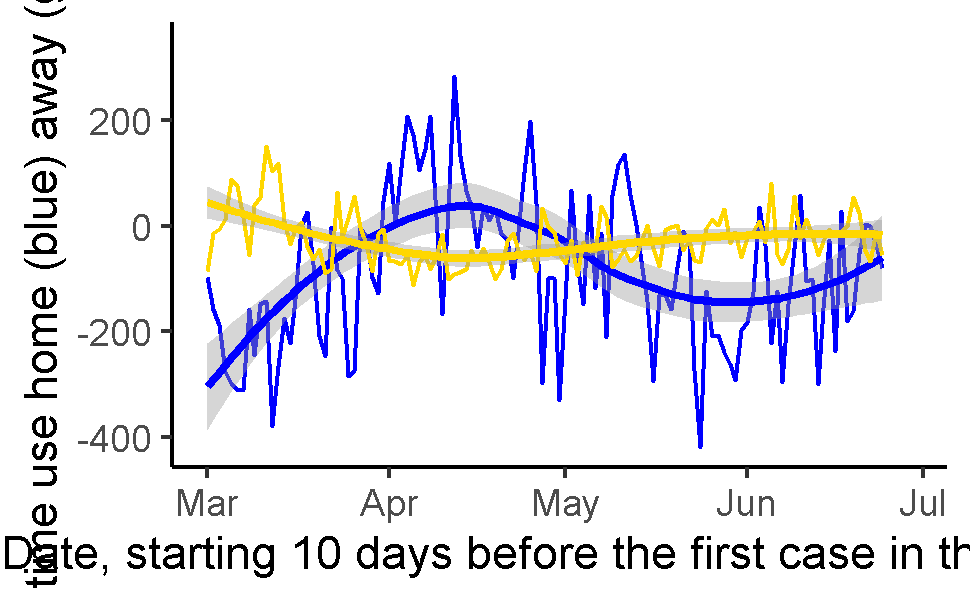 time use home (blue) away (g
200
0
-200
-400
Mar Apr May Jun Jul
Date, starting 10 days before the first case in th